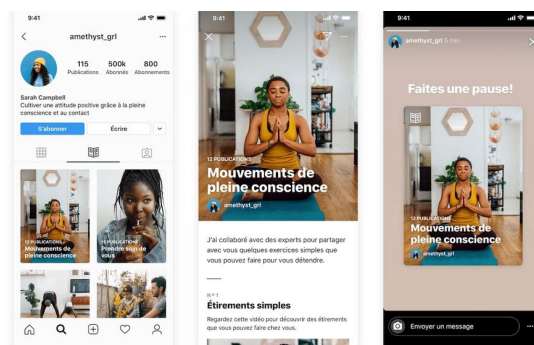 9:41
amethyst_grl
115
500k
800
Publications
Abonnés
Abonnements
Sarah Campbell
Cultiver une attitude positive grâce à la pleine
conscience et au contact
S'abonner
Écrire
12 PUBLICATIONS
Mouvements de
pleine conscience
15 PUBLICATIONS
Prendre soin de
vous
9:41
12 PUBLICATIONS
Mouvements de
pleine conscience
amethyst_grl
J'ai collaboré avec des experts pour partager
avec vous quelques exercices simples que
vous pouvez faire pour vous détendre.
N° 1
Étirements simples
Regardez cette vidéo pour découvrir des étirements
que vous pouvez faire chez vous.
9:41
amethyst_grl 5 min
Faites une pause!
12 PUBLICATIONS
Mouvements de
pleine conscience
amethyst_grl
Envoyer un message